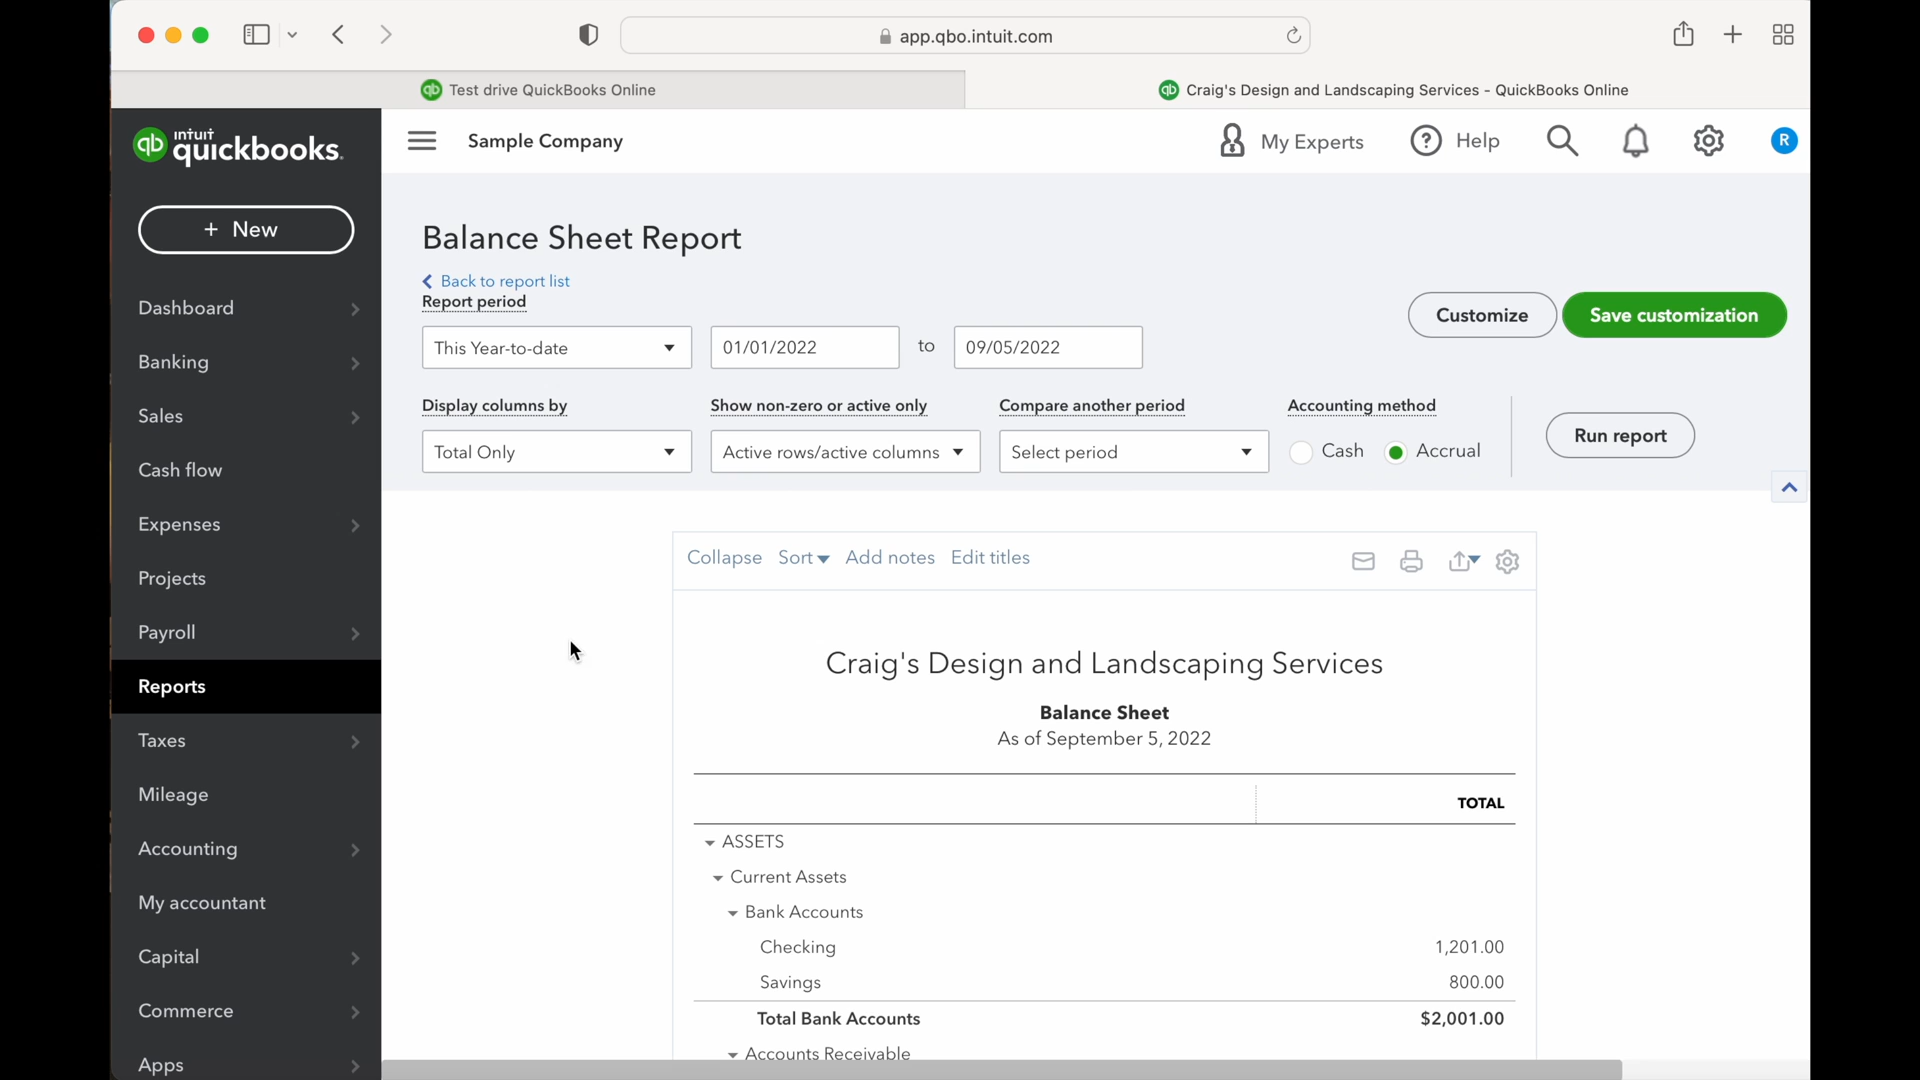 app.qbo.intuit.com
Test drive QuickBooks Online
Craig's Design and Landscaping Services - QuickBooks Online
intuit
quickbooks.
Sample Company
My Experts
Help
R
+ New
Dashboard
Banking
Sales
Cash flow
Expenses
Projects
Payroll
Reports
Taxes
Mileage
Accounting
My accountant
Capital
Commerce
Apps
Balance Sheet Report
Back to report list
Report period
This Year-to-date
01/01/2022
to
09/05/2022
Customize
Save customization
Display columns by
Show non-zero or active only
Compare another period
Accounting method
Total Only
Active rows/active columns
Select period
Cash
Accrual
Run report
Collapse Sort Add notes Edit titles
Craig's Design and Landscaping Services
Balance Sheet
As of September 5, 2022
TOTAL
ASSETS
Current Assets
Bank Accounts
Checking 1,201.00
Savings 800.00
Total Bank Accounts $2,001.00
Accounts Receivable